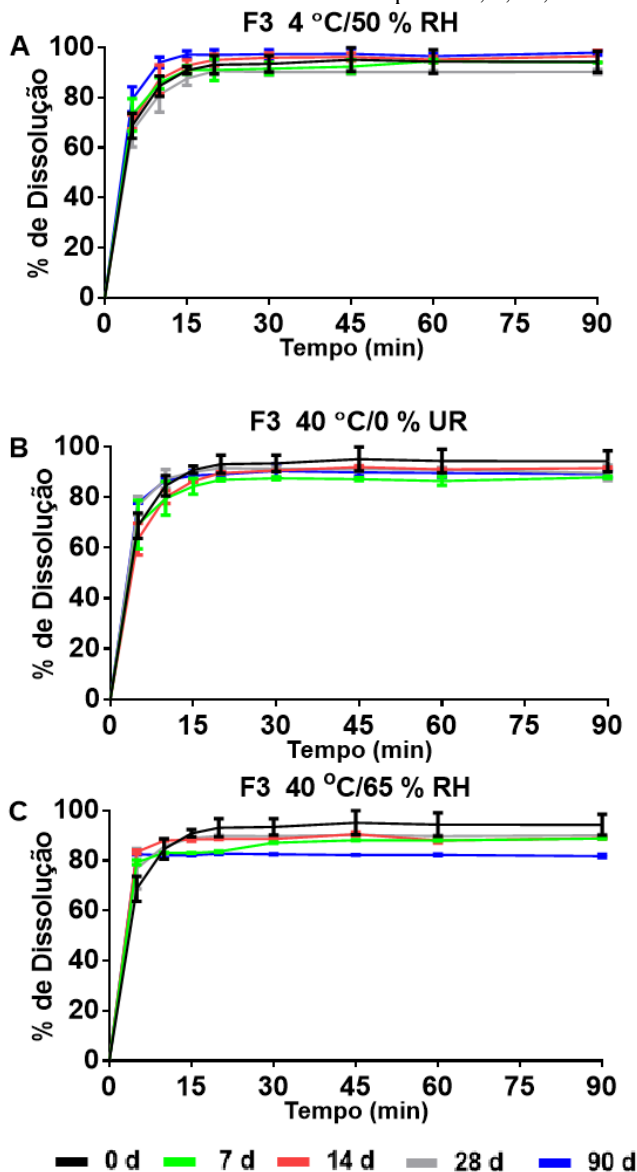 F3 4 °C/50 % RH
A
100
80
60
40
20
0
% de Dissolução
0 15 30 45 60 75 90
Tempo (min)
F3 40 °C/0 % UR
B
100
80
60
40
20
0
% de Dissolução
0 15 30 45 60 75 90
Tempo (min)
F3 40 °C/65 % RH
C
100
80
60
40
20
0
% de Dissolução
0 15 30 45 60 75 90
Tempo (min)
0 d 7 d 14 d 28 d 90 d